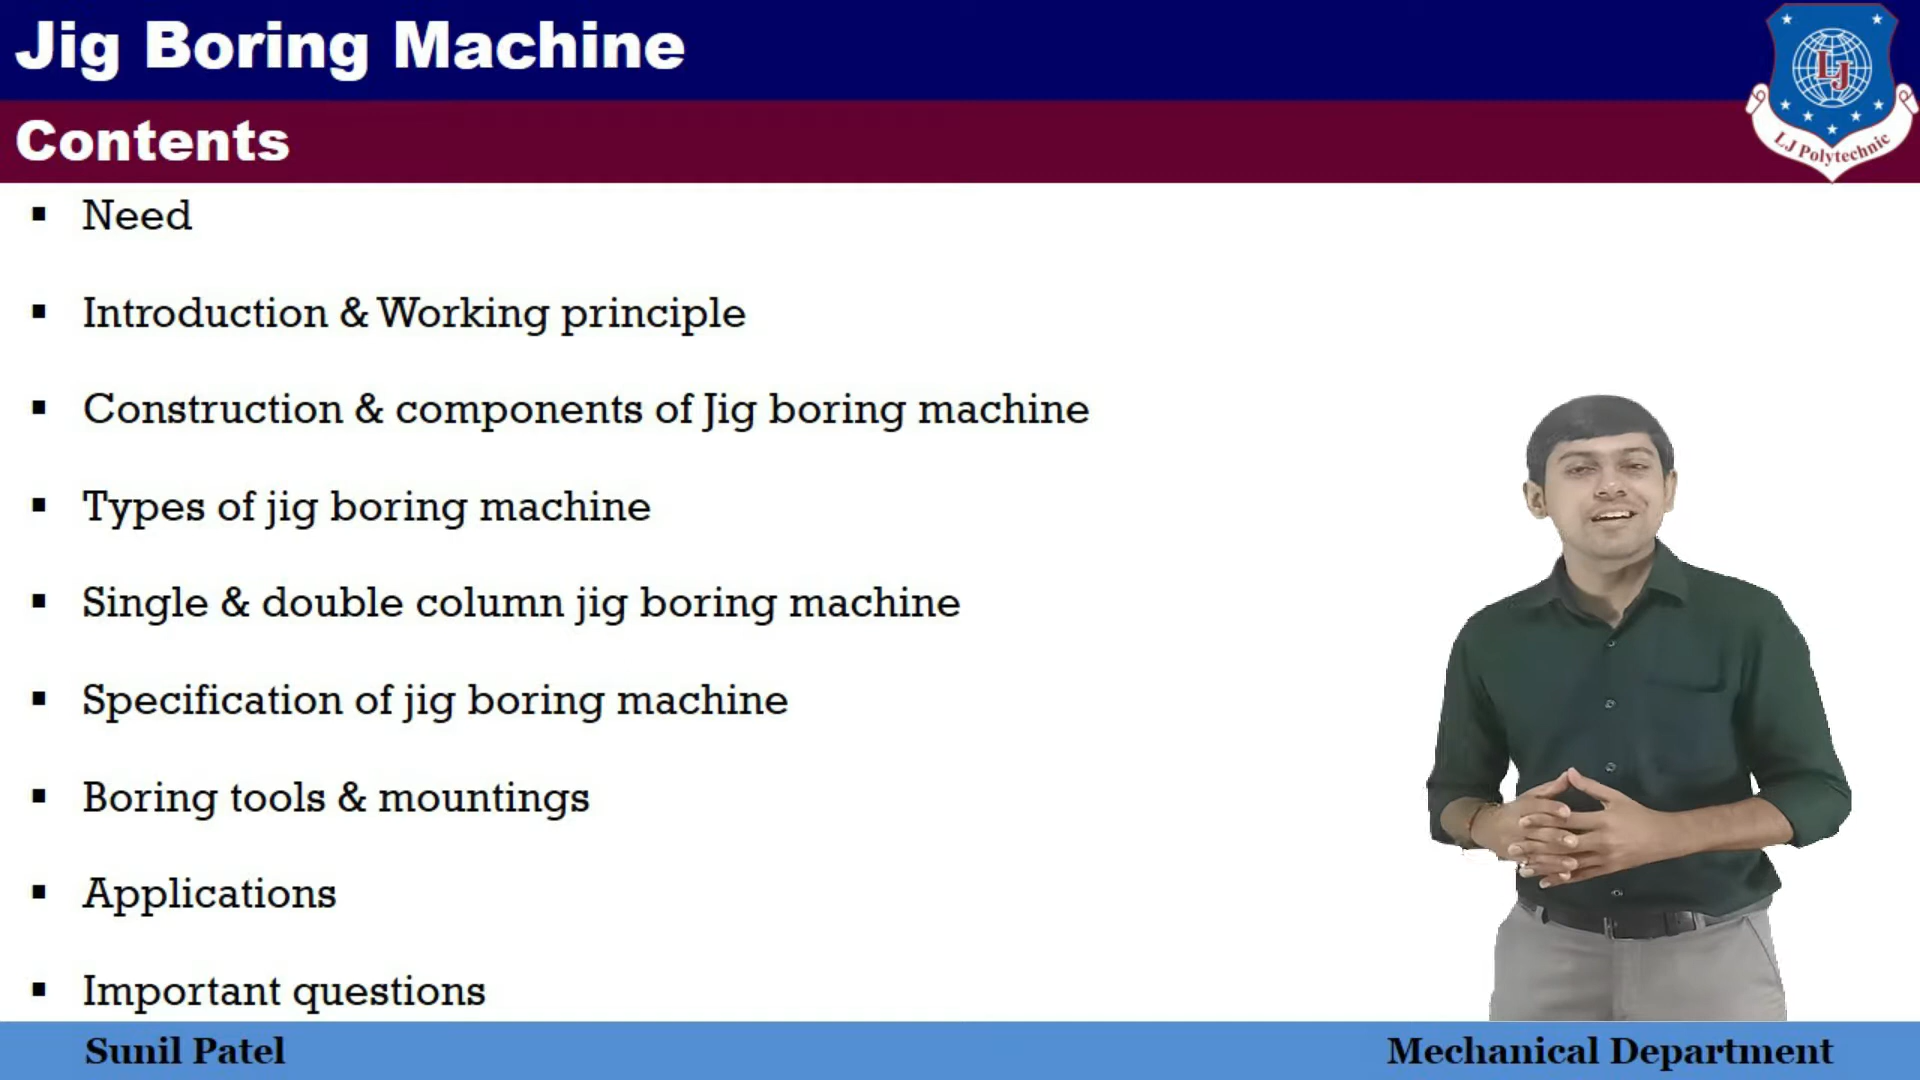 Jig Boring Machine
Contents
LJ
LJ Polytechnic
▪ Need
▪ Introduction & Working principle
▪ Construction & components of Jig boring machine
▪ Types of jig boring machine
▪ Single & double column jig boring machine
▪ Specification of jig boring machine
▪ Boring tools & mountings
▪ Applications
▪ Important questions
Sunil Patel
Mechanical Department